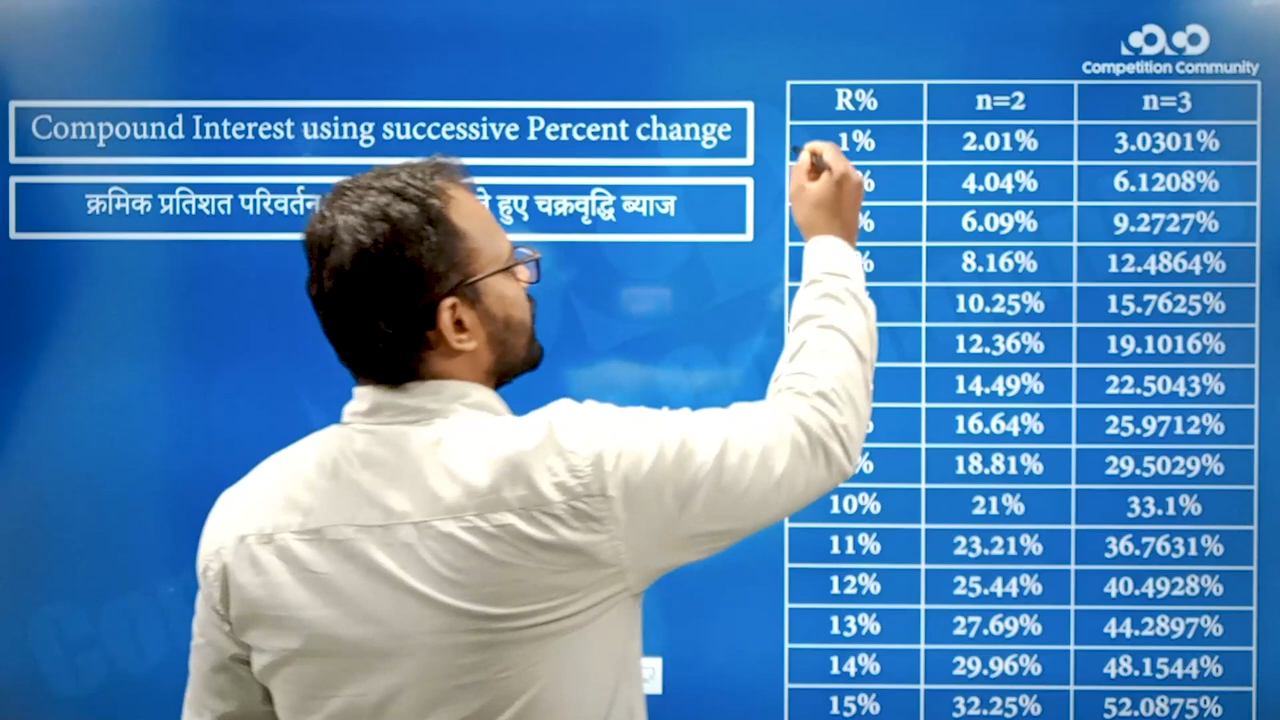 Competition Community
Compound Interest using successive Percent change
क्रमिक प्रतिशत परिवर्तन हुए चक्रवृद्धि ब्याज
R% n=2 n=3
1% 2.01% 3.0301%
% 4.04% 6.1208%
% 6.09% 9.2727%
% 8.16% 12.4864%
10.25% 15.7625%
12.36% 19.1016%
14.49% 22.5043%
16.64% 25.9712%
% 18.81% 29.5029%
10% 21% 33.1%
11% 23.21% 36.7631%
12% 25.44% 40.4928%
13% 27.69% 44.2897%
14% 29.96% 48.1544%
15% 32.25% 52.0875%